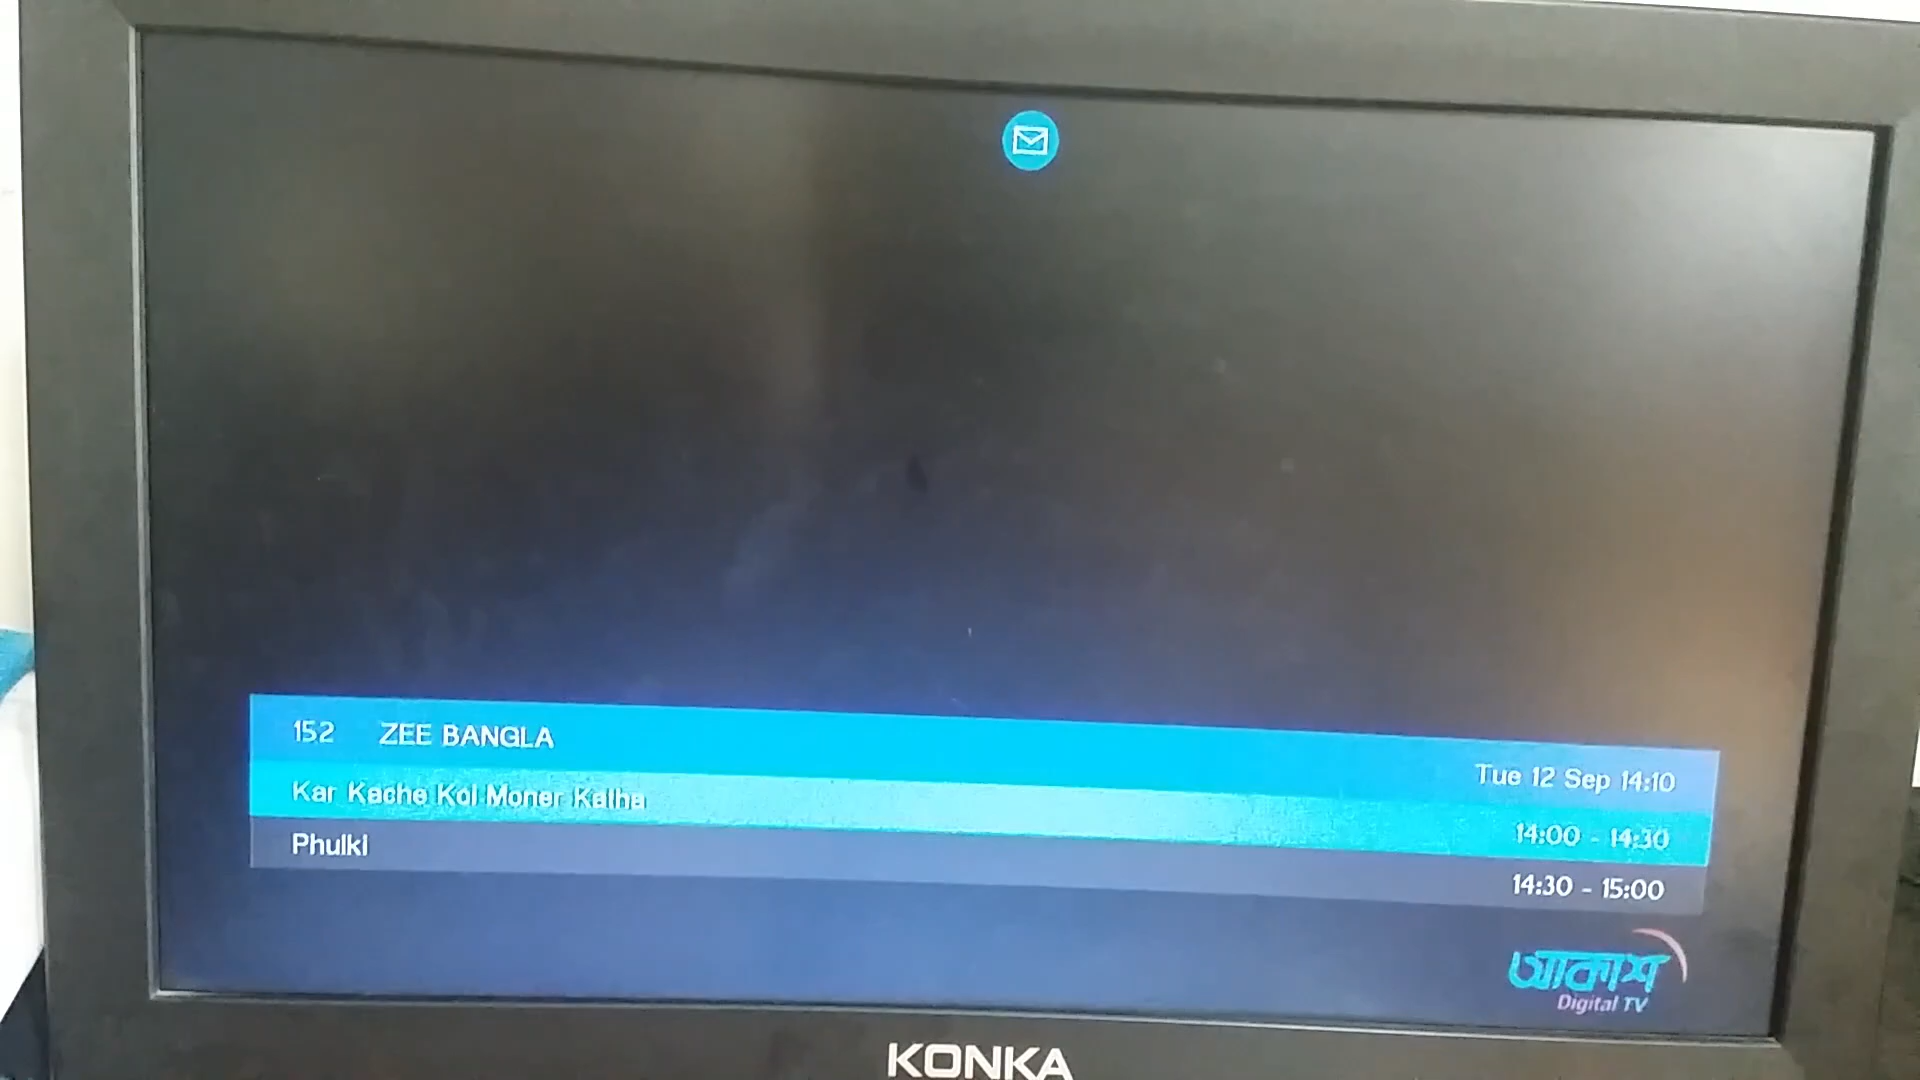 152 ZEE BANGLA
Tue 12 Sep 14:10
Kar Kache Koi Moner Katha
14:00 - 14:30
Phulki
14:30 - 15:00
আকাশ
Digital TV
KONKA